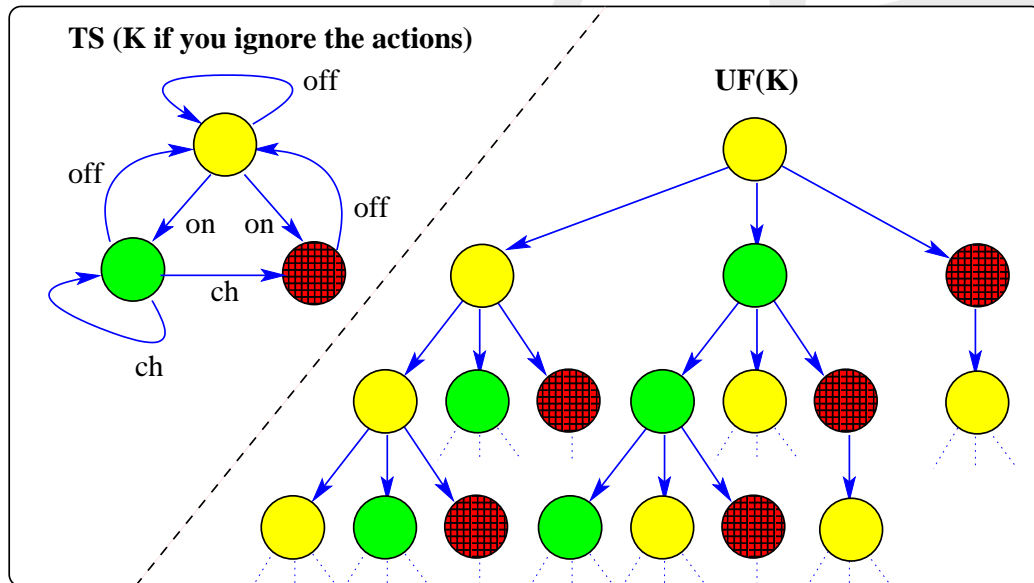 TS (K if you ignore the actions)
off
UF(K)
off
off
on
on
ch
ch